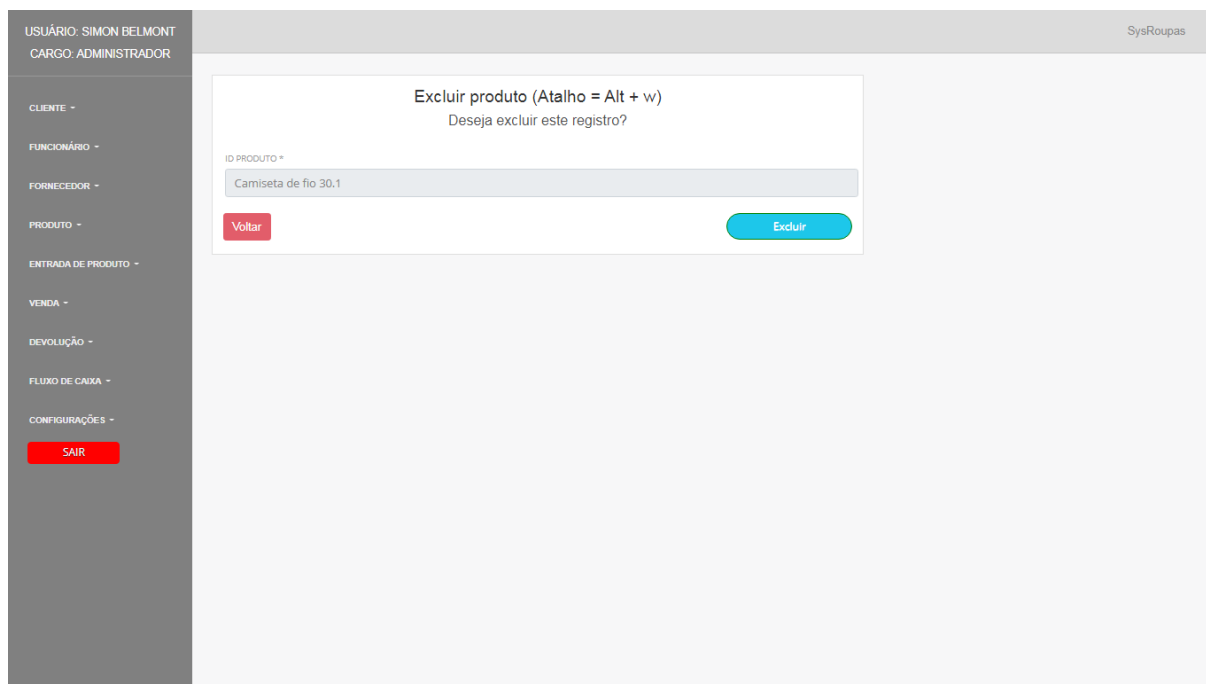 USUÁRIO: SIMON BELMONT
CARGO: ADMINISTRADOR
SysRoupas
CLIENTE
FUNCIONÁRIO
FORNECEDOR
PRODUTO
ENTRADA DE PRODUTO
VENDA
DEVOLUÇÃO
FLUXO DE CAIXA
CONFIGURAÇÕES
SAIR
Excluir produto (Atalho = Alt + w)
Deseja excluir este registro?
ID PRODUTO *
Camiseta de fio 30.1
Voltar
Excluir